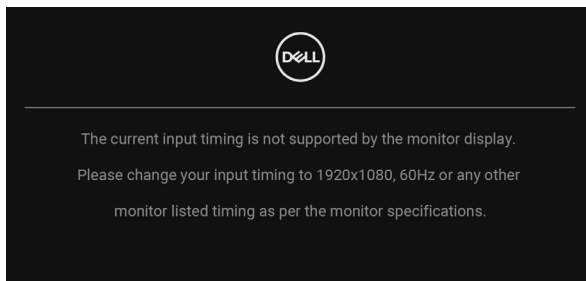 DELL
The current input timing is not supported by the monitor display.
Please change your input timing to 1920x1080, 60Hz or any other
monitor listed timing as per the monitor specifications.